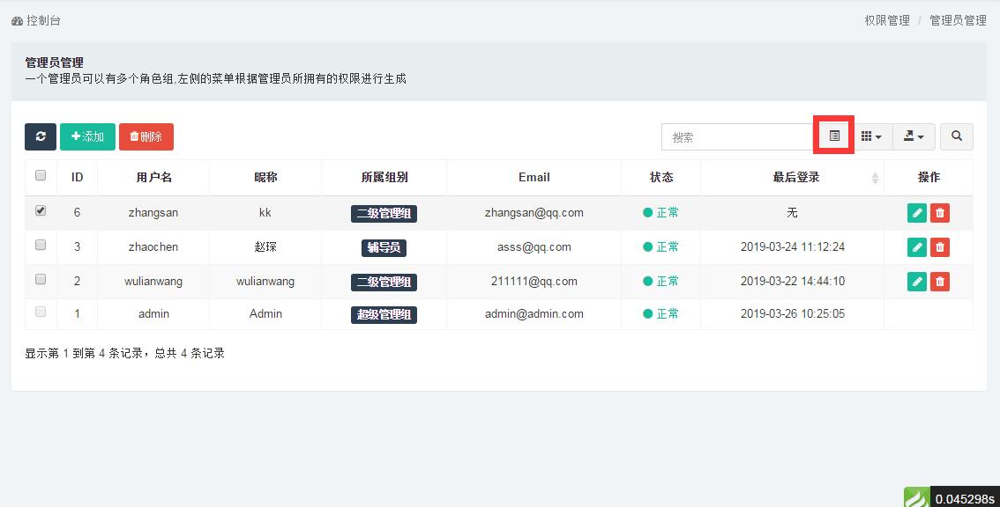 控制台
权限管理 / 管理员管理
管理员管理
一个管理员可以有多个角色组,左侧的菜单根据管理员所拥有的权限进行生成
添加 删除 搜索
ID 用户名 昵称 所属组别 Email 状态 最后登录 操作
6 zhangsan kk 二级管理组 zhangsan@qq.com 正常 无
3 zhaochen 赵琛 辅导员 asss@qq.com 正常 2019-03-24 11:12:24
2 wulianwang wulianwang 二级管理组 211111@qq.com 正常 2019-03-22 14:44:10
1 admin Admin 超级管理组 admin@admin.com 正常 2019-03-26 10:25:05
显示第 1 到第 4 条记录，总共 4 条记录
0.045298s